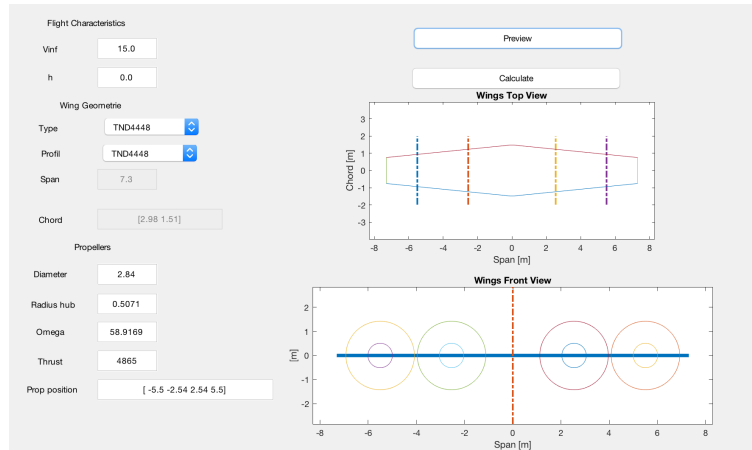 Flight Characteristics
Vinf 15.0
h 0.0
Wing Geometrie
Type TND4448
Profil TND4448
Span 7.3
Chord [2.98 1.51]
Propellers
Diameter 2.84
Radius hub 0.5071
Omega 58.9169
Thrust 4865
Prop position [ -5.5 -2.54 2.54 5.5]
Preview
Calculate
Wings Top View
Chord [m]
3
2
1
0
-1
-2
-3
-8 -6 -4 -2 0 2 4 6 8
Span [m]
Wings Front View
[m]
2
1
0
-1
-2
-8 -6 -4 -2 0 2 4 6 8
Span [m]